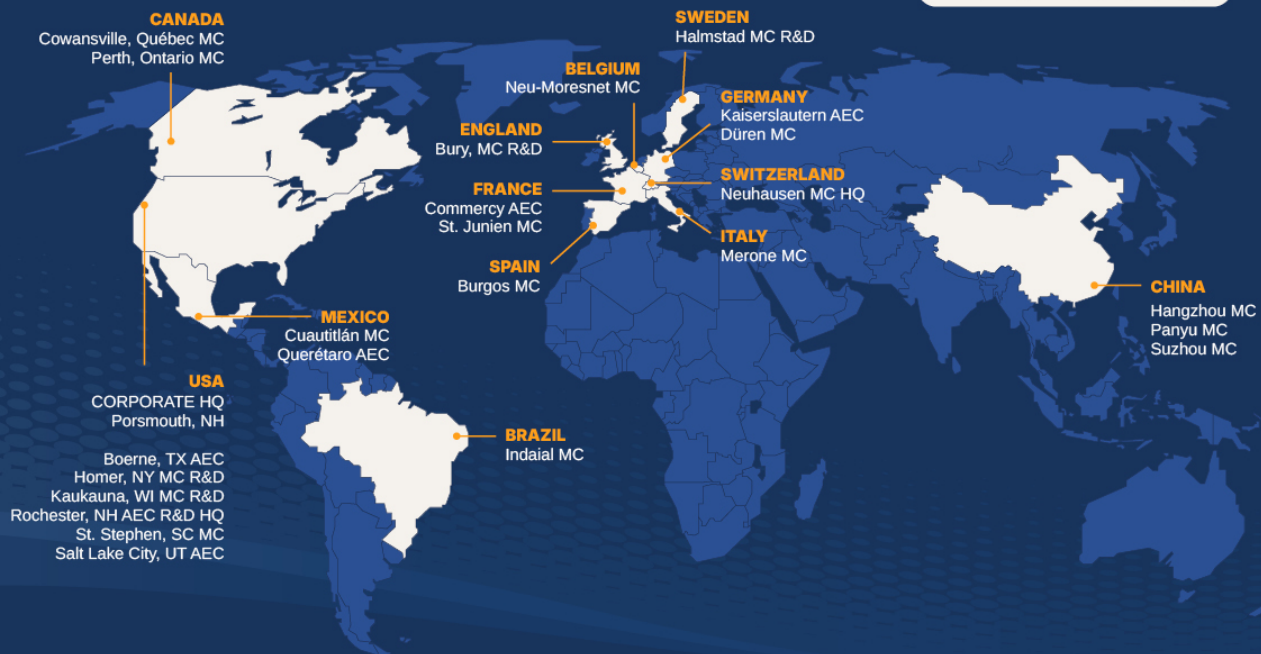 CANADA
Cowansville, Québec MC
Perth, Ontario MC
SWEDEN
Halmstad MC R&D
BELGIUM
Neu-Moresnet MC
GERMANY
Kaiserslautern AEC
Düren MC
ENGLAND
Bury, MC R&D
SWITZERLAND
Neuhausen MC HQ
FRANCE
Commercy AEC
St. Junien MC
ITALY
Merone MC
SPAIN
Burgos MC
CHINA
Hangzhou MC
Panyu MC
Suzhou MC
MEXICO
Cuautitlán MC
Querétaro AEC
USA
CORPORATE HQ
Porsmouth, NH
Boerne, TX AEC
Homer, NY MC R&D
Kaukauna, WI MC R&D
Rochester, NH AEC R&D HQ
St. Stephen, SC MC
Salt Lake City, UT AEC
BRAZIL
Indaial MC